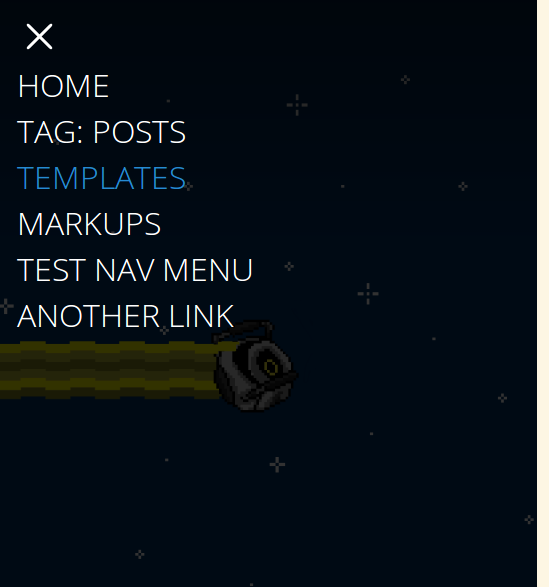 HOME
TAG: POSTS
TEMPLATES
MARKUPS
TEST NAV MENU
ANOTHER LINK